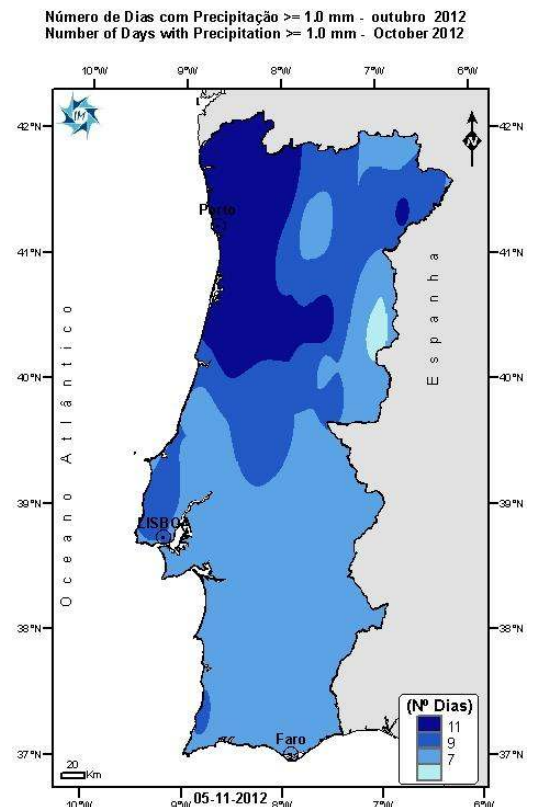 Número de Dias com Precipitação >= 1.0 mm - outubro 2012
Number of Days with Precipitation >= 1.0 mm - October 2012
10°W 9°W 8°W 7°W 6°W
IM
N
42°N 42°N
Porto
41°N 41°N
Espanha
Oceano Atlântico
40°N 40°N
39°N 39°N
LISBOA
38°N 38°N
(Nº Dias)
11
9
7
Faro
37°N 37°N
20
Km
05-11-2012
10°W 9°W 8°W 7°W 6°W